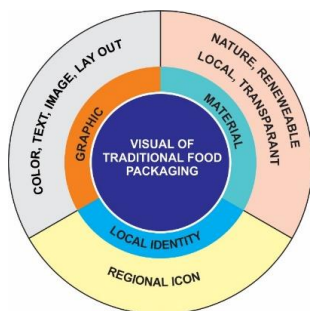 COLOR, TEXT, IMAGE, LAY OUT
NATURE, RENEWEABLE
LOCAL, TRANSPARANT
GRAPHIC
MATERIAL
VISUAL OF
TRADITIONAL FOOD
PACKAGING
LOCAL IDENTITY
REGIONAL ICON